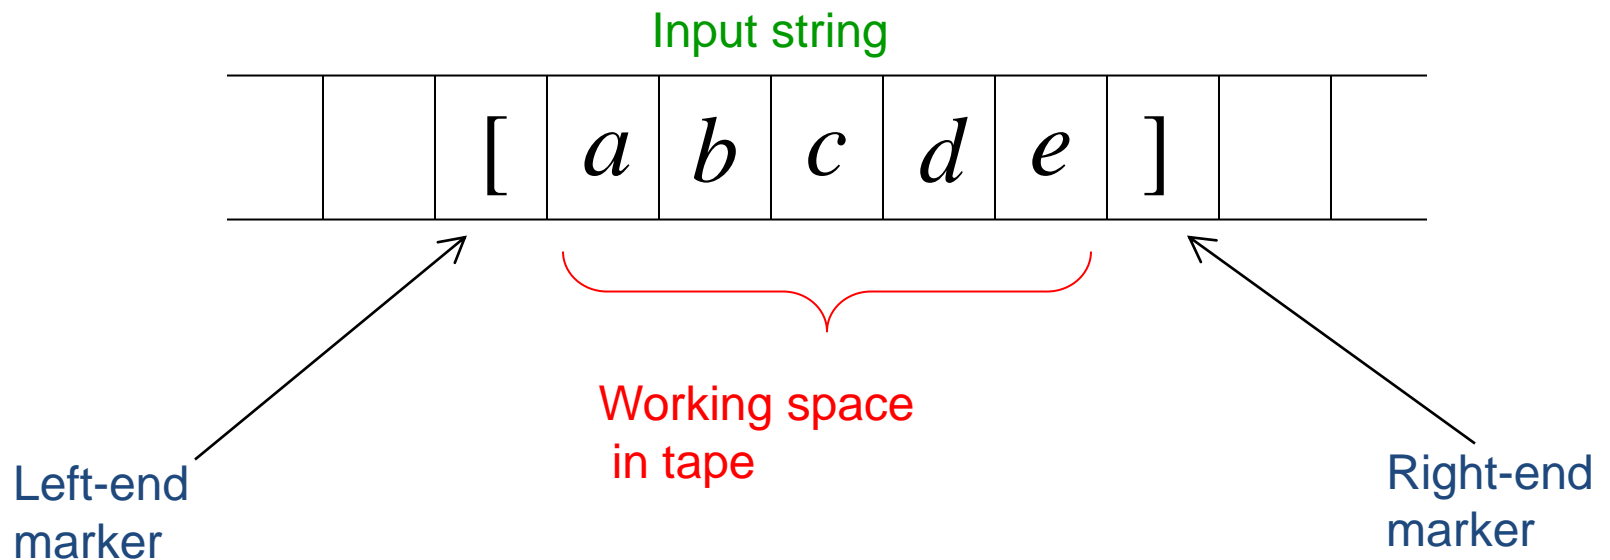 Input string
[ a b c d e ]
Working space
in tape
Left-end
marker
Right-end
marker